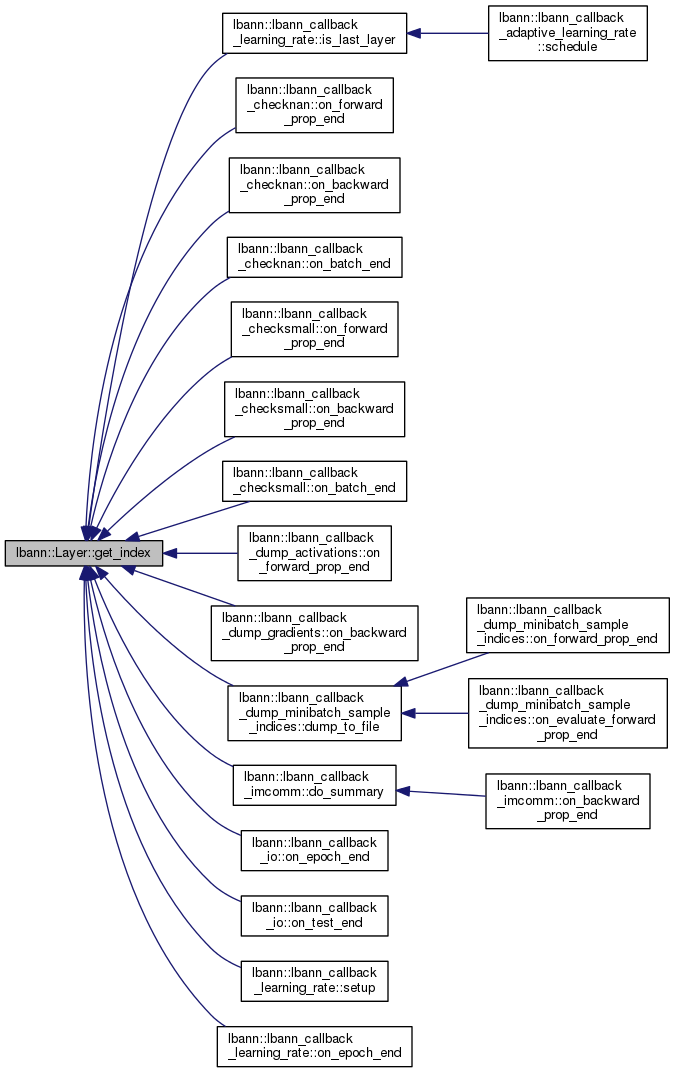 lbann::lbann_callback
_learning_rate::is_last_layer
lbann::lbann_callback
_adaptive_learning_rate
::schedule
lbann::lbann_callback
_checknan::on_forward
_prop_end
lbann::lbann_callback
_checknan::on_backward
_prop_end
lbann::lbann_callback
_checknan::on_batch_end
lbann::lbann_callback
_checksmall::on_forward
_prop_end
lbann::lbann_callback
_checksmall::on_backward
_prop_end
lbann::lbann_callback
_checksmall::on_batch_end
lbann::Layer::get_index
lbann::lbann_callback
_dump_activations::on
_forward_prop_end
lbann::lbann_callback
_dump_gradients::on_backward
_prop_end
lbann::lbann_callback
_dump_minibatch_sample
_indices::dump_to_file
lbann::lbann_callback
_dump_minibatch_sample
_indices::on_forward_prop_end
lbann::lbann_callback
_dump_minibatch_sample
_indices::on_evaluate_forward
_prop_end
lbann::lbann_callback
_imcomm::do_summary
lbann::lbann_callback
_imcomm::on_backward
_prop_end
lbann::lbann_callback
_io::on_epoch_end
lbann::lbann_callback
_io::on_test_end
lbann::lbann_callback
_learning_rate::setup
lbann::lbann_callback
_learning_rate::on_epoch_end